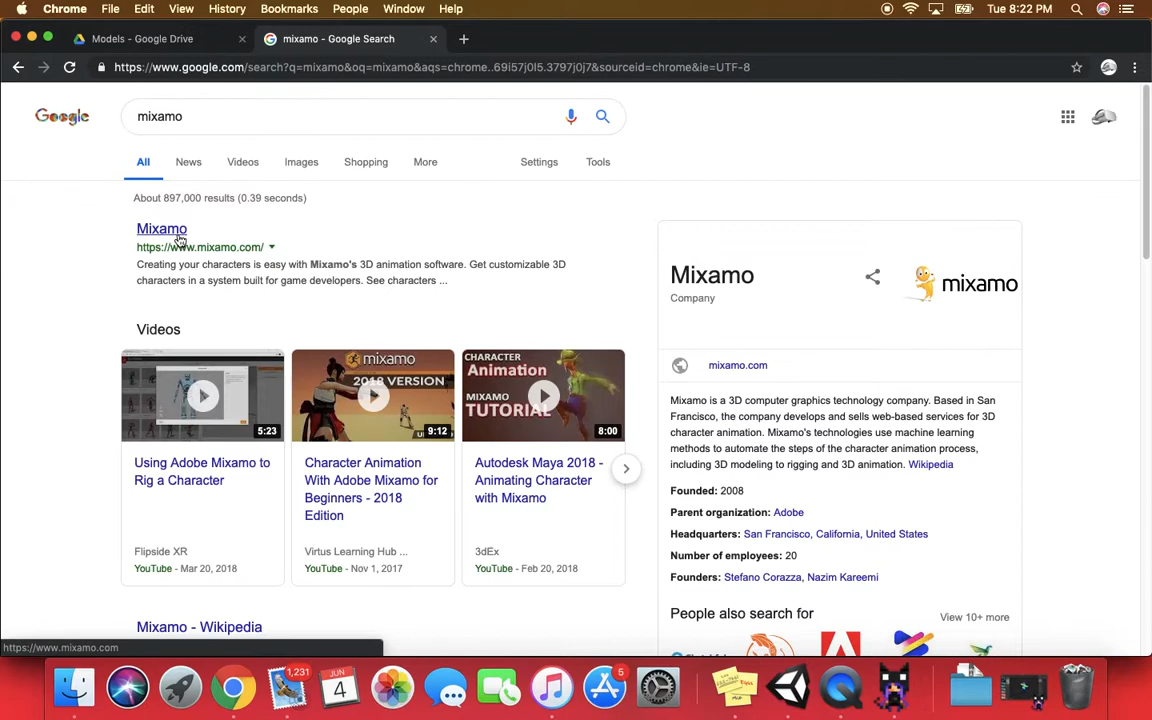 Chrome File Edit View History Bookmarks People Window Help Tue 8:22 PM
Models - Google Drive mixamo - Google Search
https://www.google.com/search?q=mixamo&oq=mixamo&aqs=chrome..69i57j0l5.3797j0j7&sourceid=chrome&ie=UTF-8
Google mixamo
All News Videos Images Shopping More Settings Tools
About 897,000 results (0.39 seconds)
Mixamo
https://www.mixamo.com/
Creating your characters is easy with Mixamo's 3D animation software. Get customizable 3D
characters in a system built for game developers. See characters ...
Videos
5:23
Using Adobe Mixamo to
Rig a Character
Flipside XR
YouTube - Mar 20, 2018
mixamo
2018 VERSION
9:12
Character Animation
With Adobe Mixamo for
Beginners - 2018
Edition
Virtus Learning Hub ...
YouTube - Nov 1, 2017
CHARACTER
Animation
MIXAMO
TUTORIAL
8:00
Autodesk Maya 2018 -
Animating Character
with Mixamo
3dEx
YouTube - Feb 20, 2018
Mixamo - Wikipedia
Mixamo
Company
mixamo
mixamo.com
Mixamo is a 3D computer graphics technology company. Based in San
Francisco, the company develops and sells web-based services for 3D
character animation. Mixamo's technologies use machine learning
methods to automate the steps of the character animation process,
including 3D modeling to rigging and 3D animation. Wikipedia
Founded: 2008
Parent organization: Adobe
Headquarters: San Francisco, California, United States
Number of employees: 20
Founders: Stefano Corazza, Nazim Kareemi
People also search for View 10+ more
https://www.mixamo.com
1,231
JUN
4
5